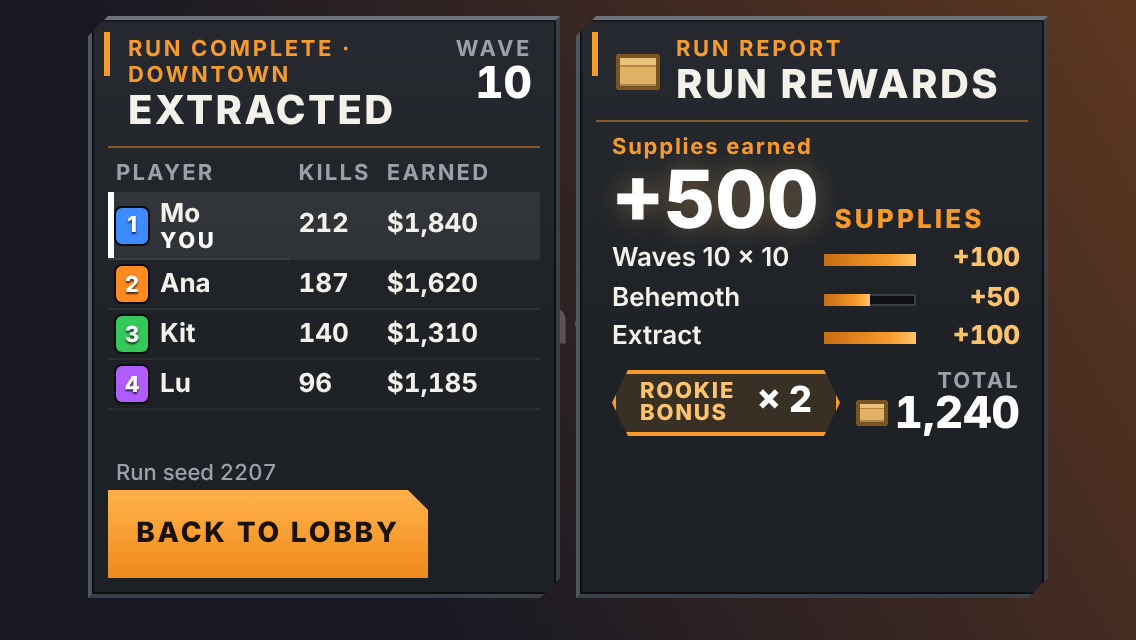 RUN COMPLETE ·
DOWNTOWN
EXTRACTED
WAVE
10
PLAYER KILLS EARNED
1 Mo YOU 212 $1,840
2 Ana 187 $1,620
3 Kit 140 $1,310
4 Lu 96 $1,185
Run seed 2207
BACK TO LOBBY
RUN REPORT
RUN REWARDS
Supplies earned
+500 SUPPLIES
Waves 10 × 10 +100
Behemoth +50
Extract +100
ROOKIE
BONUS
× 2
TOTAL
1,240